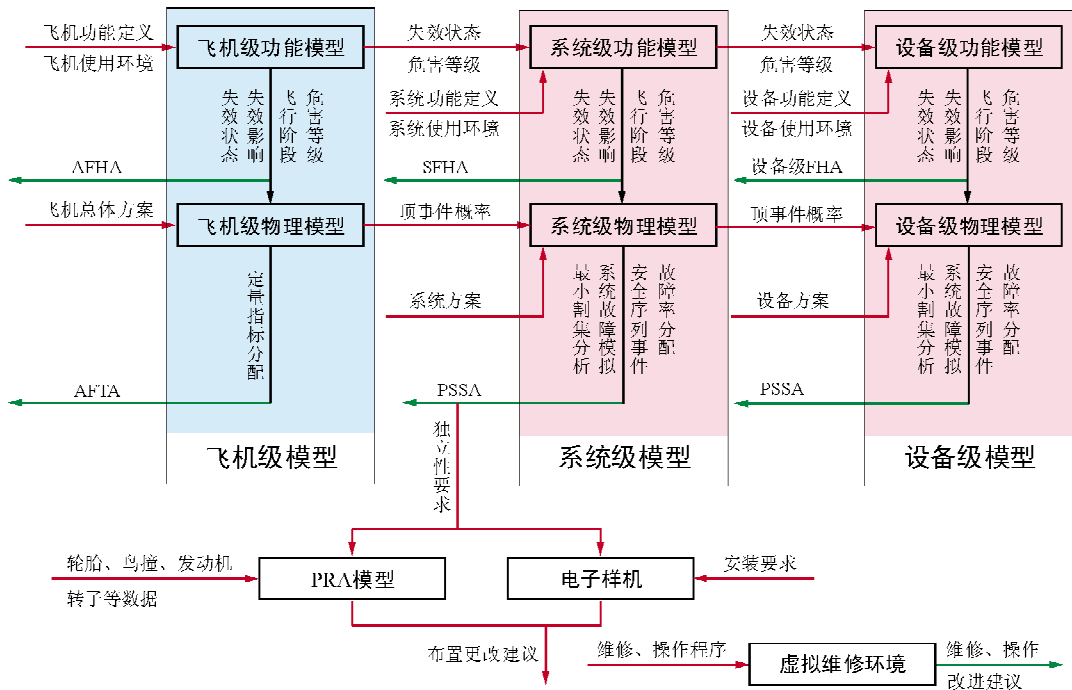 飞机功能定义
飞机使用环境
飞机级功能模型
失效状态
危害等级
系统级功能模型
失效状态
危害等级
设备级功能模型
系统功能定义
系统使用环境
设备功能定义
设备使用环境
失效状态
失效影响
飞行阶段
危害等级
失效状态
失效影响
飞行阶段
危害等级
失效状态
失效影响
飞行阶段
危害等级
AFHA
SFHA
设备级FHA
飞机总体方案
飞机级物理模型
顶事件概率
系统级物理模型
顶事件概率
设备级物理模型
定量指标分配
系统方案
最小割集分析
系统故障模拟
安全序列事件
故障率分配
设备方案
最小割集分析
系统故障模拟
安全序列事件
故障率分配
AFTA
PSSA
PSSA
飞机级模型
系统级模型
设备级模型
独立性要求
轮胎、鸟撞、发动机
转了等数据
PRA模型
电子样机
安装要求
布置更改建议
维修、操作程序
虚拟维修环境
维修、操作
改进建议